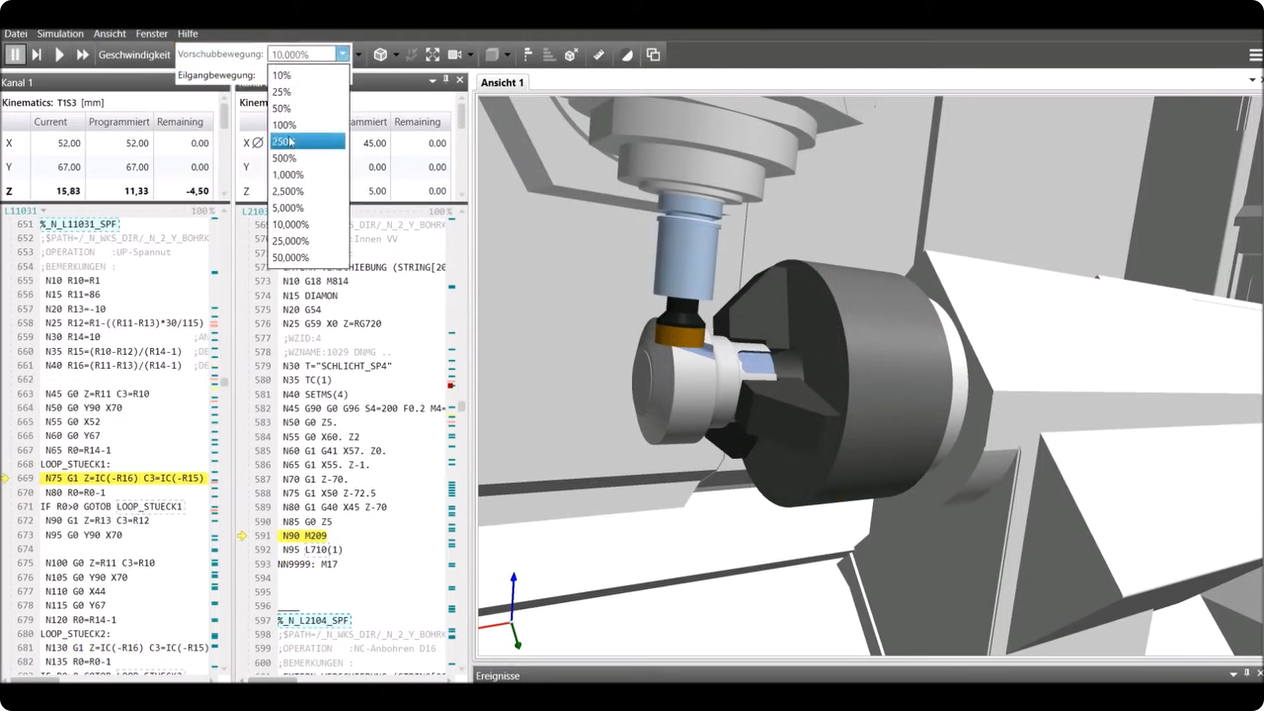 Datei Simulation Ansicht Fenster Hilfe
Geschwindigkeit
Vorschubbewegung: 10.000%
Eilgangbewegung:
10%
25%
50%
100%
250%
500%
1,000%
2,500%
5,000%
10,000%
25,000%
50,000%
Kanal 1
Kinematics: T1S3 [mm]
Current Programmiert Remaining
X 52,00 52,00 0.00
Y 67,00 67,00 0.00
Z 15,83 11,33 -4,50
L11031 100%
651 %_N_L11031_SPF
652 ;$PATH=/_N_WKS_DIR/_N_2_Y_BOHRK
653 ;OPERATION :UP-Spannut
654 ;BEMERKUNGEN :
655 N10 R10=R1
656 N15 R11=86
657 N20 R13=-10
658 N25 R12=R1-((R11-R13)*30/115)
659 N30 R14=10 ;AN
660 N35 R15=(R10-R12)/(R14-1) ;DE
661 N40 R16=(R11-R13)/(R14-1) ;DE
662
663 N45 G0 Z=R11 C3=R10
664 N50 G0 Y90 X70
665 N55 G0 X52
666 N60 G0 Y67
667 N65 R0=R14-1
668 LOOP_STUECK1:
669 N75 G1 Z=IC(-R16) C3=IC(-R15)
670 N80 R0=R0-1
671 IF R0>0 GOTOB LOOP_STUECK1
672 N90 G1 Z=R13 C3=R12
673 N95 G0 Y90 X70
674
675 N100 G0 Z=R11 C3=R10
676 N105 G0 Y90 X70
677 N110 G0 X44
678 N115 G0 Y67
679 N120 R0=R14-1
680 LOOP_STUECK2:
681 N130 G1 Z=IC(-R16) C3=IC(-R15)
682 N135 R0=R0-1
Kinem
Remaining
X Ø 45.00 0.00
Y 0.00 0.00
Z 5.00 0.00
100%
Innen VV
573 N10 G18 M814
574 N15 DIAMON
575 N20 G54
576 N25 G59 X0 Z=RG720
577 ;WZID:4
578 ;WZNAME:1029 DNMG ..
579 N30 T="SCHLICHT_SP4"
580 N35 TC(1)
581 N40 SETMS(4)
582 N45 G90 G0 G96 S4=200 F0.2 M4=
583 N50 G0 Z5.
584 N55 G0 X60. Z2
585 N60 G1 G41 X57. Z0.
586 N65 G1 X55. Z-1.
587 N70 G1 Z-70.
588 N75 G1 X50 Z-72.5
589 N80 G1 G40 X45 Z-70
590 N85 G0 Z5
591 N90 M209
592 N95 L710(1)
593 NN9999: M17
594
595
596
597 %_N_L2104_SPF
598 ;$PATH=/_N_WKS_DIR/_N_2_Y_BOHRK
599 ;OPERATION :NC-Anbohren D16
600 ;BEMERKUNGEN :
Ansicht 1
Ereignisse